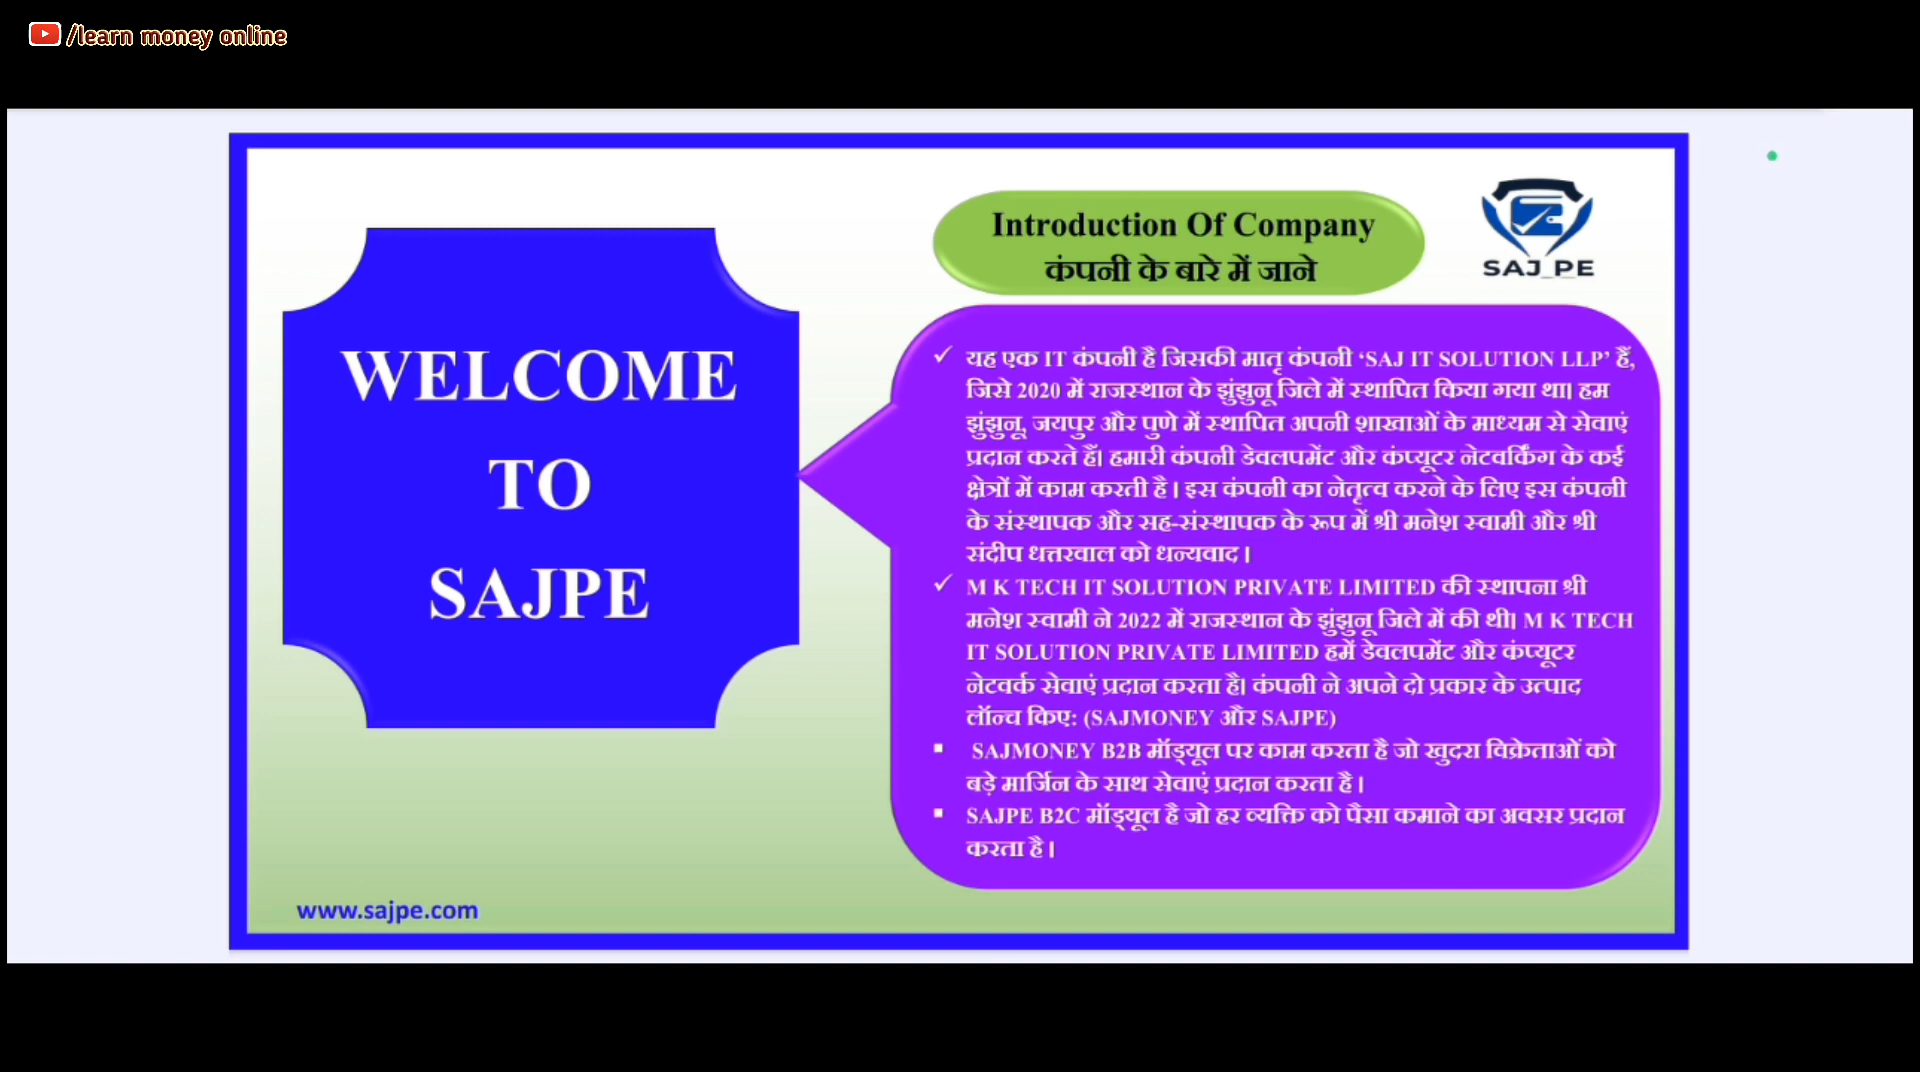 /learn money online
WELCOME
TO
SAJPE
www.sajpe.com
Introduction Of Company
कंपनी के बारे में जाने
SAJ_PE
✓ यह एक IT कंपनी है जिसकी मातृ कंपनी ‘SAJ IT SOLUTION LLP’ हैं,
जिसे 2020 में राजस्थान के झुंझुनू जिले में स्थापित किया गया था। हम
झुंझुनू, जयपुर और पुणे में स्थापित अपनी शाखाओं के माध्यम से सेवाएं
प्रदान करते हैं। हमारी कंपनी डेवलपमेंट और कंप्यूटर नेटवर्किंग के कई
क्षेत्रों में काम करती है। इस कंपनी का नेतृत्व करने के लिए इस कंपनी
के संस्थापक और सह-संस्थापक के रूप में श्री मनेश स्वामी और श्री
संदीप धत्तरवाल को धन्यवाद।
✓ M K TECH IT SOLUTION PRIVATE LIMITED की स्थापना श्री
मनेश स्वामी ने 2022 में राजस्थान के झुंझुनू जिले में की थी। M K TECH
IT SOLUTION PRIVATE LIMITED हमें डेवलपमेंट और कंप्यूटर
नेटवर्क सेवाएं प्रदान करता है। कंपनी ने अपने दो प्रकार के उत्पाद
लॉन्च किए: (SAJMONEY और SAJPE)
▪ SAJMONEY B2B मॉड्यूल पर काम करता है जो खुदरा विक्रेताओं को
बड़े मार्जिन के साथ सेवाएं प्रदान करता है।
▪ SAJPE B2C मॉड्यूल है जो हर व्यक्ति को पैसा कमाने का अवसर प्रदान
करता है।